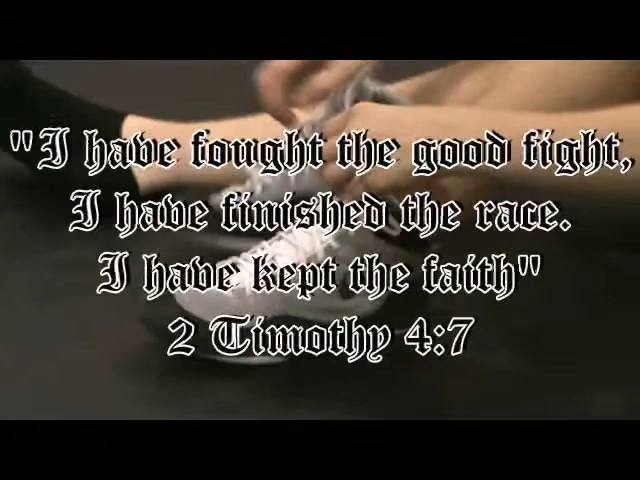 "I have fought the good fight,
I have finished the race.
I have kept the faith"
2 Timothy 4:7